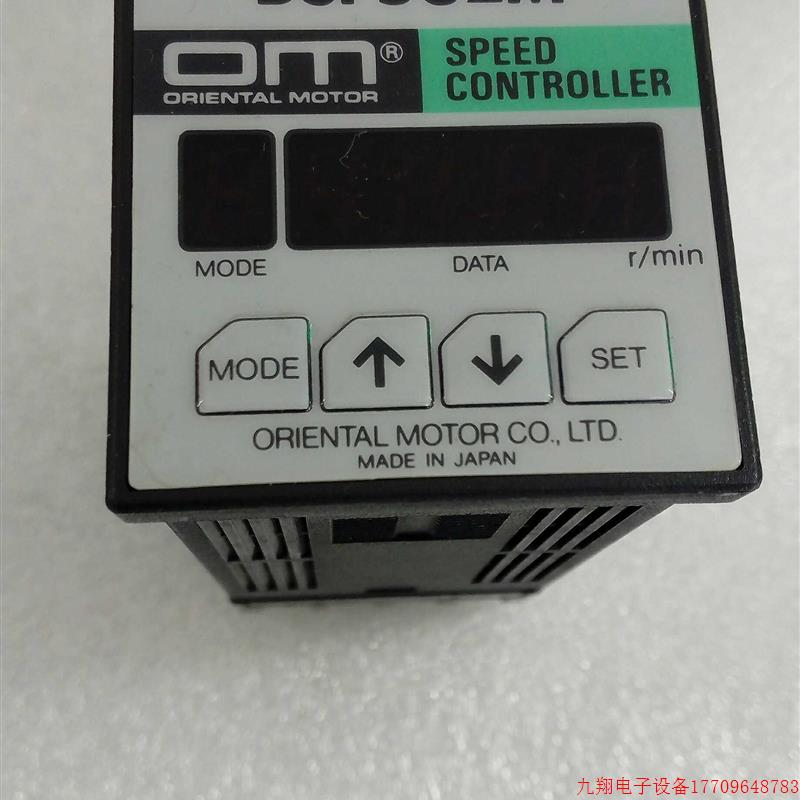 OM®
ORIENTAL MOTOR
SPEED
CONTROLLER
MODE
DATA
r/min
MODE
SET
ORIENTAL MOTOR CO., LTD.
MADE IN JAPAN
九翔电子设备17709648783